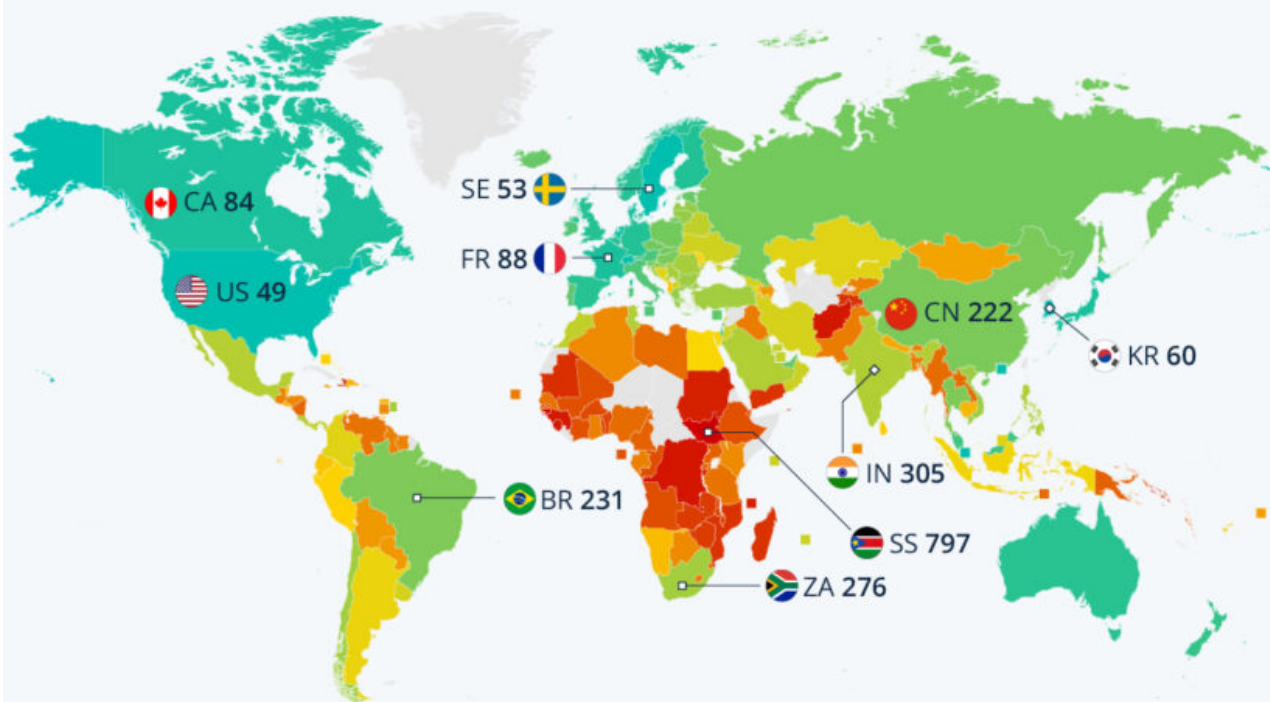 CA 84
SE 53
FR 88
US 49
CN 222
KR 60
IN 305
BR 231
SS 797
ZA 276